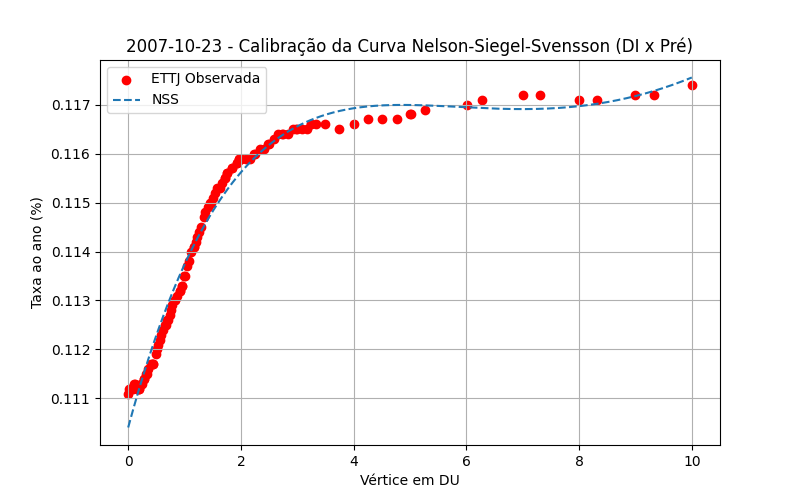 2007-10-23 - Calibração da Curva Nelson-Siegel-Svensson (DI x Pré)
ETTJ Observada
NSS
Taxa ao ano (%)
0.117
0.116
0.115
0.114
0.113
0.112
0.111
0 2 4 6 8 10
Vértice em DU